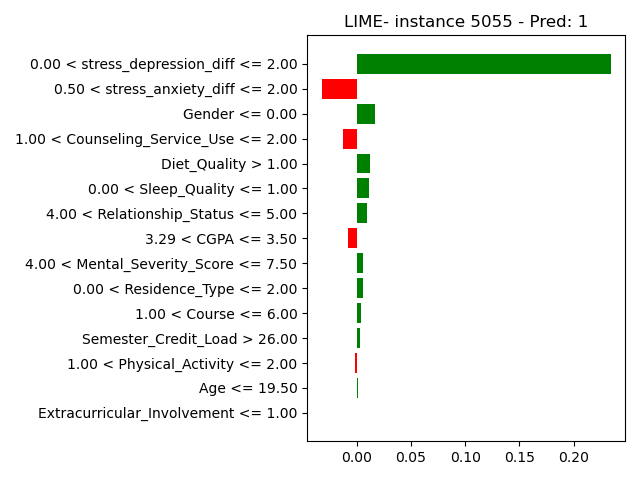 LIME- instance 5055 - Pred: 1
0.00 < stress_depression_diff <= 2.00
0.50 < stress_anxiety_diff <= 2.00
Gender <= 0.00
1.00 < Counseling_Service_Use <= 2.00
Diet_Quality > 1.00
0.00 < Sleep_Quality <= 1.00
4.00 < Relationship_Status <= 5.00
3.29 < CGPA <= 3.50
4.00 < Mental_Severity_Score <= 7.50
0.00 < Residence_Type <= 2.00
1.00 < Course <= 6.00
Semester_Credit_Load > 26.00
1.00 < Physical_Activity <= 2.00
Age <= 19.50
Extracurricular_Involvement <= 1.00
0.00 0.05 0.10 0.15 0.20